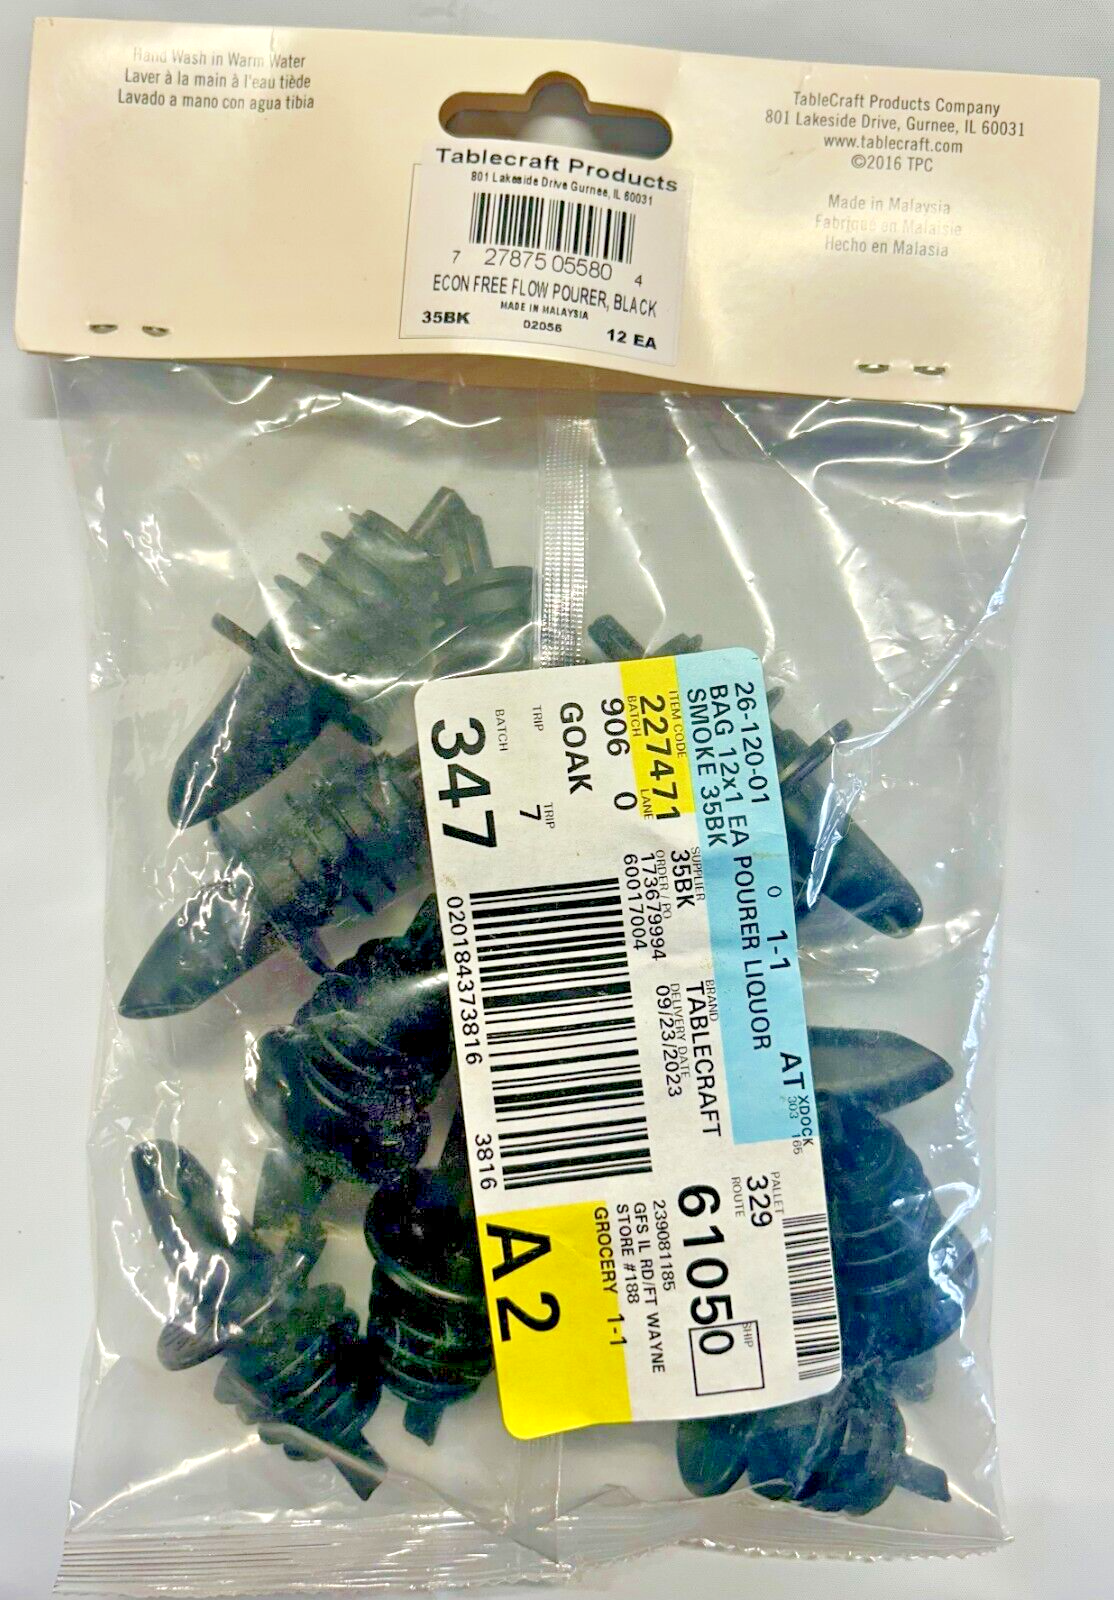 Hand Wash in Warm Water
Laver à la main à l'eau tiède
Lavado a mano con agua tibia
TableCraft Products Company
801 Lakeside Drive, Gurnee, IL 60031
www.tablecraft.com
©2016 TPC
Made in Malaysia
Fabriqué en Malaisie
Hecho en Malasia
Tablecraft Products
801 Lakeside Drive Gurnee, IL 60031
7 27875 05580 4
ECON FREE FLOW POURER, BLACK
MADE IN MALAYSIA
35BK 02056 12 EA
26-120-01 0 1-1 AT XDOCK
303 165
BAG 12x1 EA POURER LIQUOR
SMOKE 35BK
PALLET
329
ROUTE
61050
SHIP
ITEM CODE LANE
227471
BATCH
906 0
SUPPLIER BRAND
35BK TABLECRAFT
ORDER / PO DELIVERY DATE
173679994 09/23/2023
60017004
239081185
GFS IL RD/FT WAYNE
STORE #188
GROCERY 1-1
GOAK
TRIP TRIP
7
BATCH
347
020184373816 3816
A2